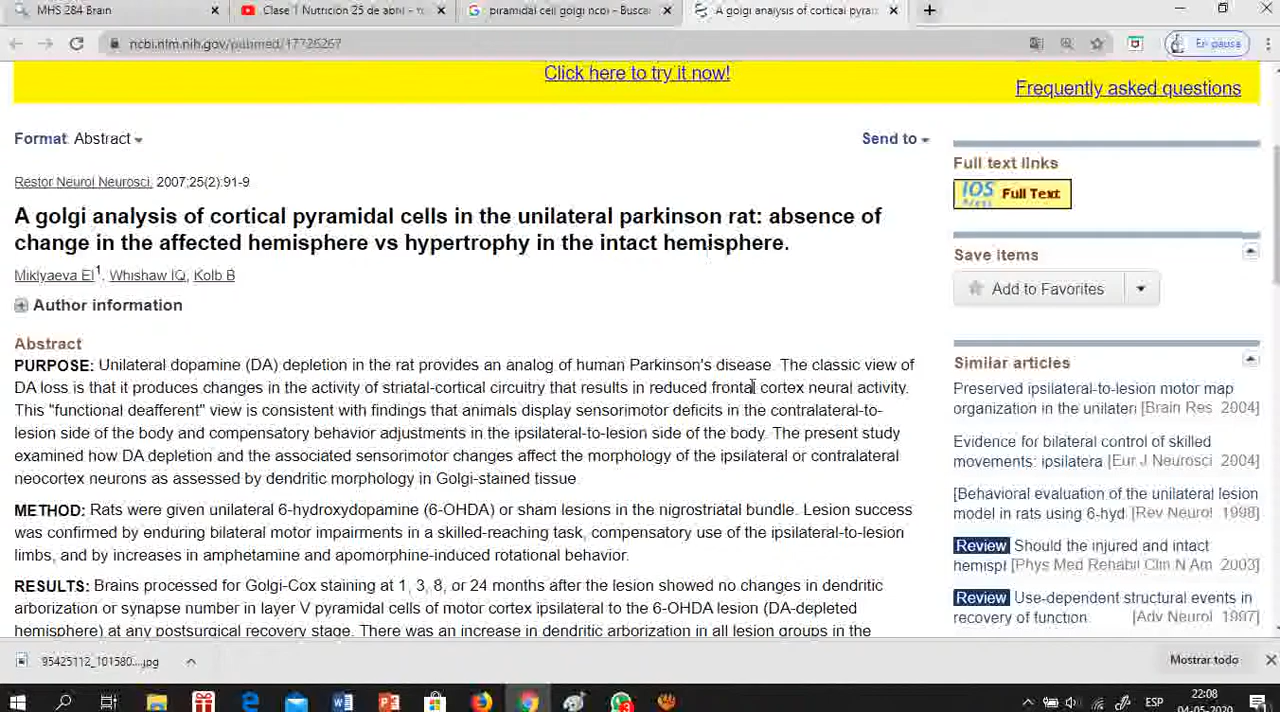 MHS 284 Brain
Clase 1 Nutrición 25 de abril - Yo
piramidal cell golgi ncbi - Buscar
A golgi analysis of cortical pyra
ncbi.nlm.nih.gov/pubmed/17726267
En pausa
Click here to try it now!
Frequently asked questions
Format: Abstract
Send to
Restor Neurol Neurosci. 2007;25(2):91-9
A golgi analysis of cortical pyramidal cells in the unilateral parkinson rat: absence of
change in the affected hemisphere vs hypertrophy in the intact hemisphere.
Miklyaeva EI1, Whishaw IQ, Kolb B
Author information
Abstract
PURPOSE: Unilateral dopamine (DA) depletion in the rat provides an analog of human Parkinson's disease. The classic view of
DA loss is that it produces changes in the activity of striatal-cortical circuitry that results in reduced frontal cortex neural activity.
This "functional deafferent" view is consistent with findings that animals display sensorimotor deficits in the contralateral-to-
lesion side of the body and compensatory behavior adjustments in the ipsilateral-to-lesion side of the body. The present study
examined how DA depletion and the associated sensorimotor changes affect the morphology of the ipsilateral or contralateral
neocortex neurons as assessed by dendritic morphology in Golgi-stained tissue.
METHOD: Rats were given unilateral 6-hydroxydopamine (6-OHDA) or sham lesions in the nigrostriatal bundle. Lesion success
was confirmed by enduring bilateral motor impairments in a skilled-reaching task, compensatory use of the ipsilateral-to-lesion
limbs, and by increases in amphetamine and apomorphine-induced rotational behavior.
RESULTS: Brains processed for Golgi-Cox staining at 1, 3, 8, or 24 months after the lesion showed no changes in dendritic
arborization or synapse number in layer V pyramidal cells of motor cortex ipsilateral to the 6-OHDA lesion (DA-depleted
hemisphere) at any postsurgical recovery stage. There was an increase in dendritic arborization in all lesion groups in the
Full text links
IOS Press Full Text
Save items
Add to Favorites
Similar articles
Preserved ipsilateral-to-lesion motor map
organization in the unilateral [Brain Res. 2004]
Evidence for bilateral control of skilled
movements: ipsilatera [Eur J Neurosci. 2004]
[Behavioral evaluation of the unilateral lesion
model in rats using 6-hyd [Rev Neurol. 1998]
Review Should the injured and intact
hemispl [Phys Med Rehabil Clin N Am. 2003]
Review Use-dependent structural events in
recovery of function. [Adv Neurol. 1997]
95425112_101580....jpg
Mostrar todo
ESP
22:08
04-05-2020